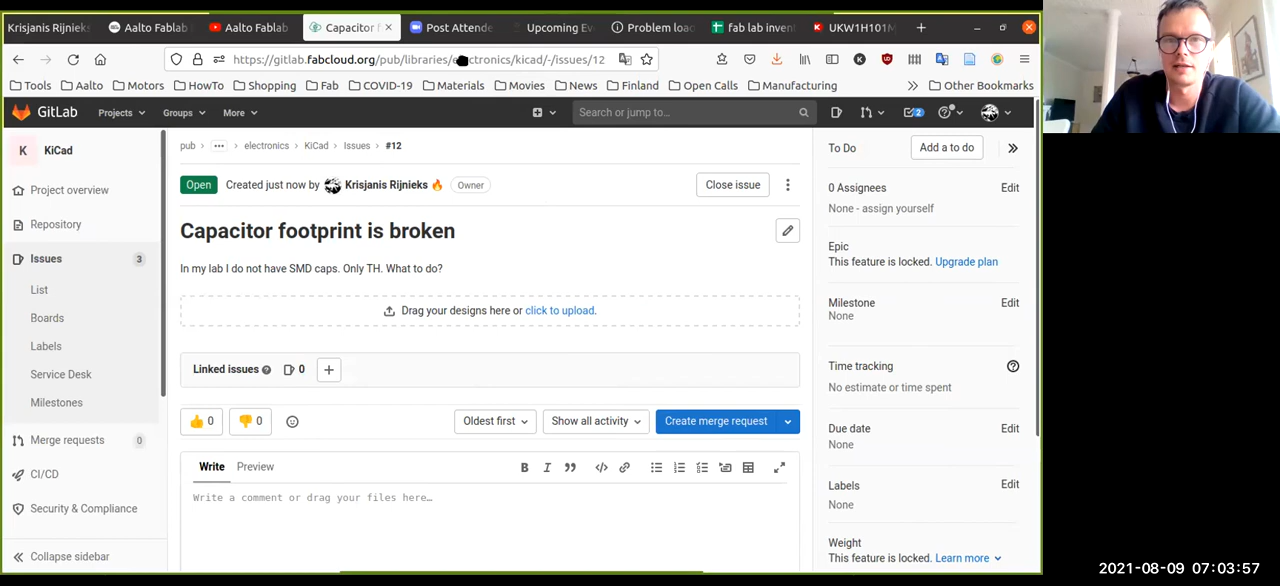 Krisjanis Rijnieks
Aalto Fablab
Aalto Fablab
Capacitor f
Post Attende
Upcoming Ev
Problem loa
fab lab inven
UKW1H101M
https://gitlab.fabcloud.org/pub/libraries/electronics/kicad/-/issues/12
Tools
Aalto
Motors
HowTo
Shopping
Fab
COVID-19
Materials
Movies
News
Finland
Open Calls
Manufacturing
Other Bookmarks
GitLab
Projects
Groups
More
Search or jump to...
2
K
KiCad
Project overview
Repository
Issues 3
List
Boards
Labels
Service Desk
Milestones
Merge requests 0
CI/CD
Security & Compliance
Collapse sidebar
pub > ... > electronics > KiCad > Issues > #12
Open Created just now by Krisjanis Rijnieks Owner
Close issue
Capacitor footprint is broken
In my lab I do not have SMD caps. Only TH. What to do?
Drag your designs here or click to upload.
Linked issues 0
0 0
Oldest first
Show all activity
Create merge request
Write Preview
Write a comment or drag your files here…
To Do
Add a to do
0 Assignees Edit
None - assign yourself
Epic
This feature is locked. Upgrade plan
Milestone Edit
None
Time tracking
No estimate or time spent
Due date Edit
None
Labels Edit
None
Weight
This feature is locked. Learn more
2021-08-09 07:03:57